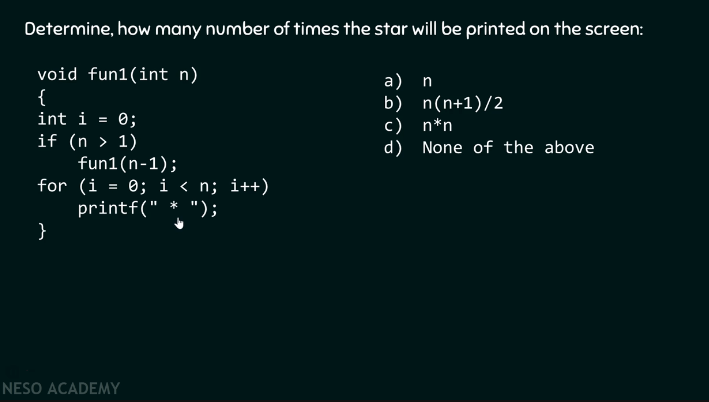 Determine, how many number of times the star will be printed on the screen:
void fun1(int n)
{
int i = 0;
if (n > 1)
    fun1(n-1);
for (i = 0; i < n; i++)
    printf(" * ");
}
a) n
b) n(n+1)/2
c) n*n
d) None of the above
NESO ACADEMY